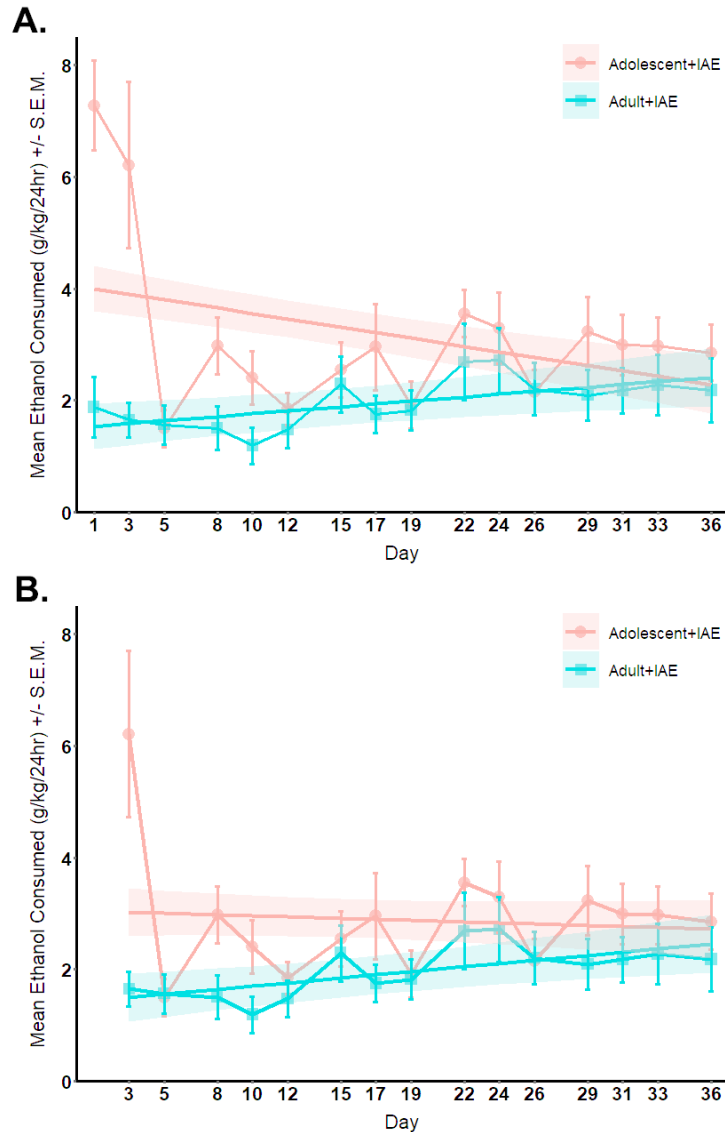 A.
Mean Ethanol Consumed (g/kg/24hr) +/- S.E.M.
8
6
4
2
0
Adolescent+IAE
Adult+IAE
1 3 5 8 10 12 15 17 19 22 24 26 29 31 33 36
Day
B.
Mean Ethanol Consumed (g/kg/24hr) +/- S.E.M.
8
6
4
2
0
Adolescent+IAE
Adult+IAE
3 5 8 10 12 15 17 19 22 24 26 29 31 33 36
Day